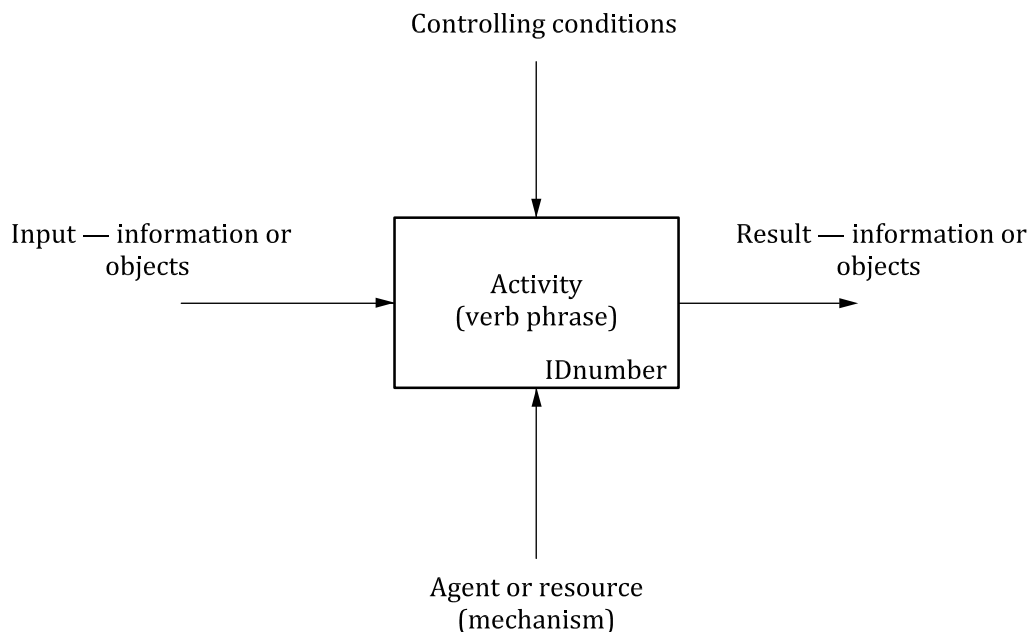 Controlling conditions
Input — information or
objects
Activity
(verb phrase)
IDnumber
Result — information or
objects
Agent or resource
(mechanism)